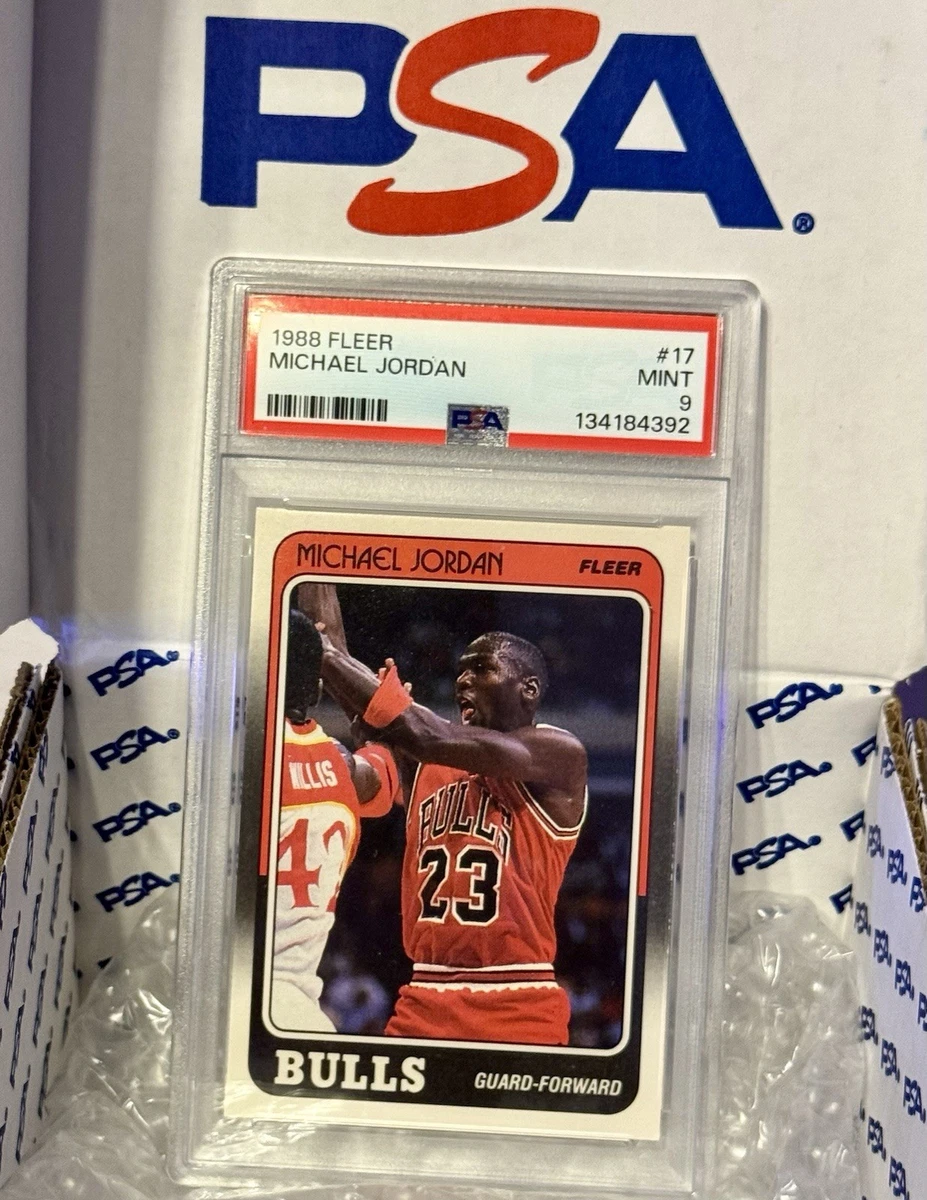 PSA®
1988 FLEER
MICHAEL JORDAN
#17
MINT
9
134184392
PSA
MICHAEL JORDAN
FLEER
WILLIS
42
BULLS
23
BULLS
GUARD-FORWARD
PSA®
PSA®
PSA®
PSA®
PSA®
PSA®
PSA®